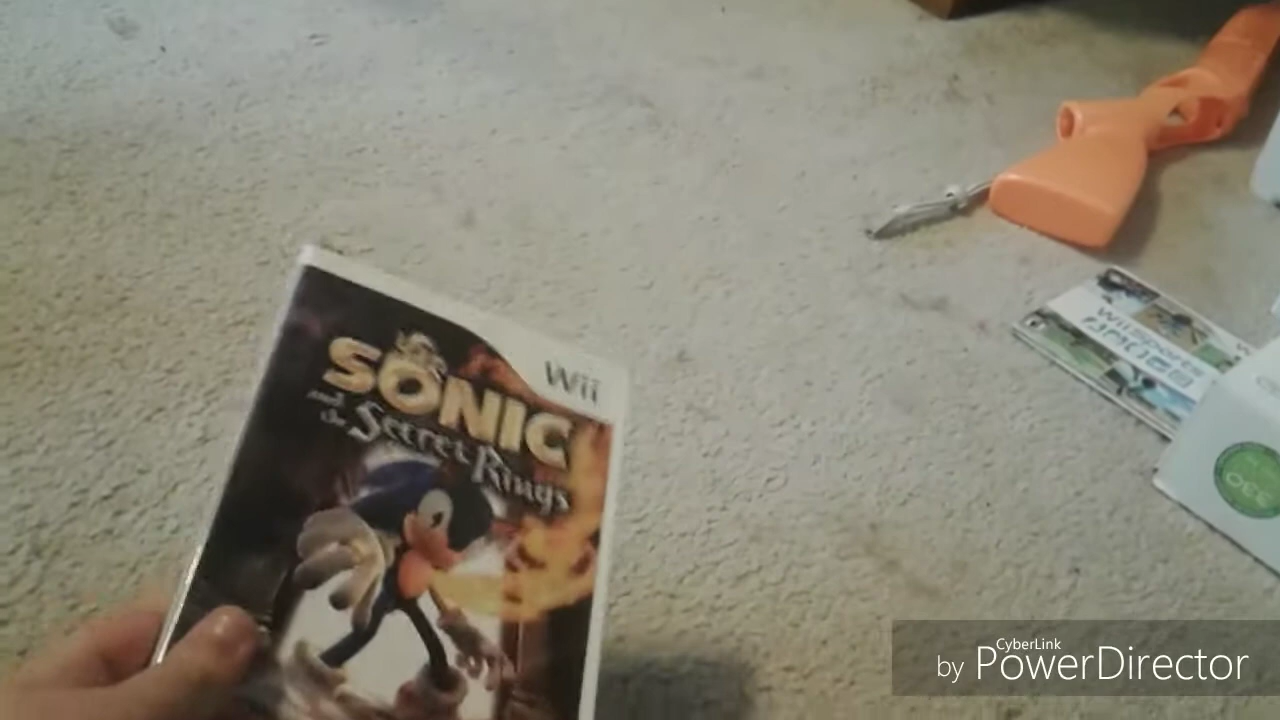 Wii
SONIC
and
the Secret Rings
Wii Sports
CyberLink
by PowerDirector